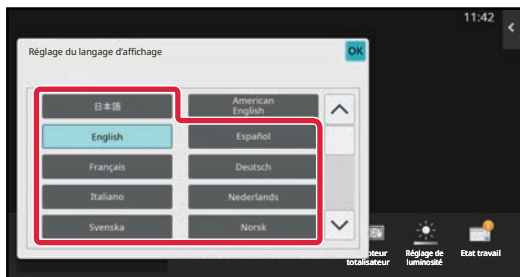 11:42
Réglage du langage d'affichage
OK
日本語
American
English
English
Español
Français
Deutsch
Italiano
Nederlands
Svenska
Norsk
totalisateur
Réglage de
luminosité
Etat travail